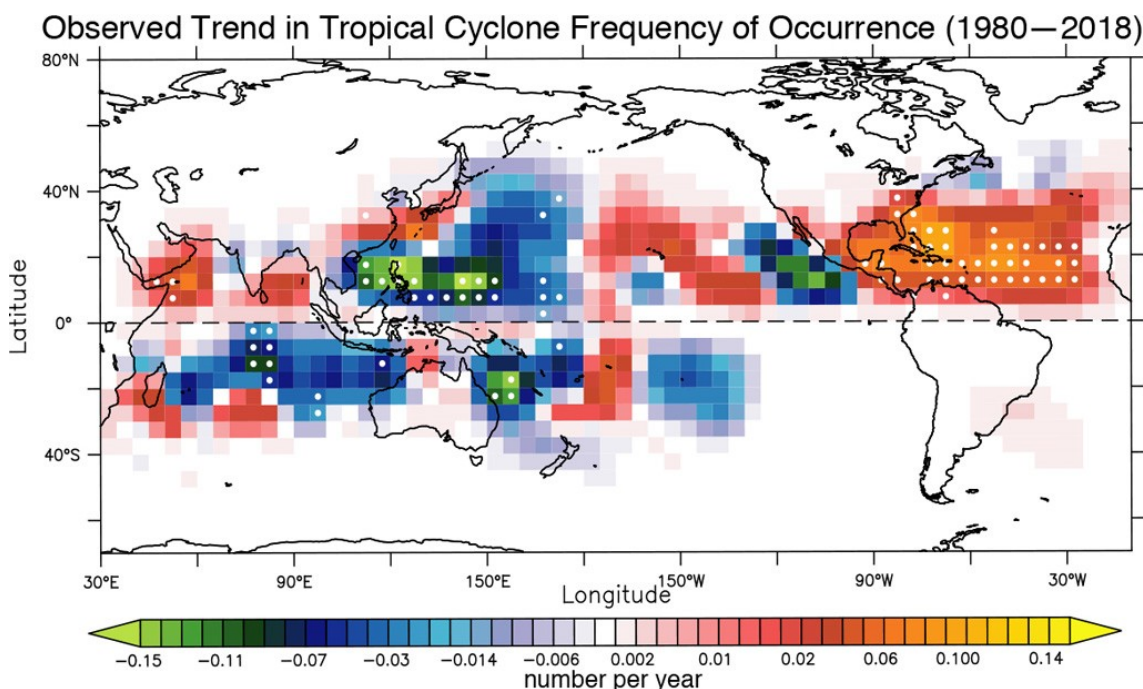 Observed Trend in Tropical Cyclone Frequency of Occurrence (1980—2018)
80°N
40°N
0°
40°S
Latitude
30°E 90°E 150°E 150°W 90°W 30°W
Longitude
−0.15 −0.11 −0.07 −0.03 −0.014 −0.006 0.002 0.01 0.02 0.06 0.100 0.14
number per year